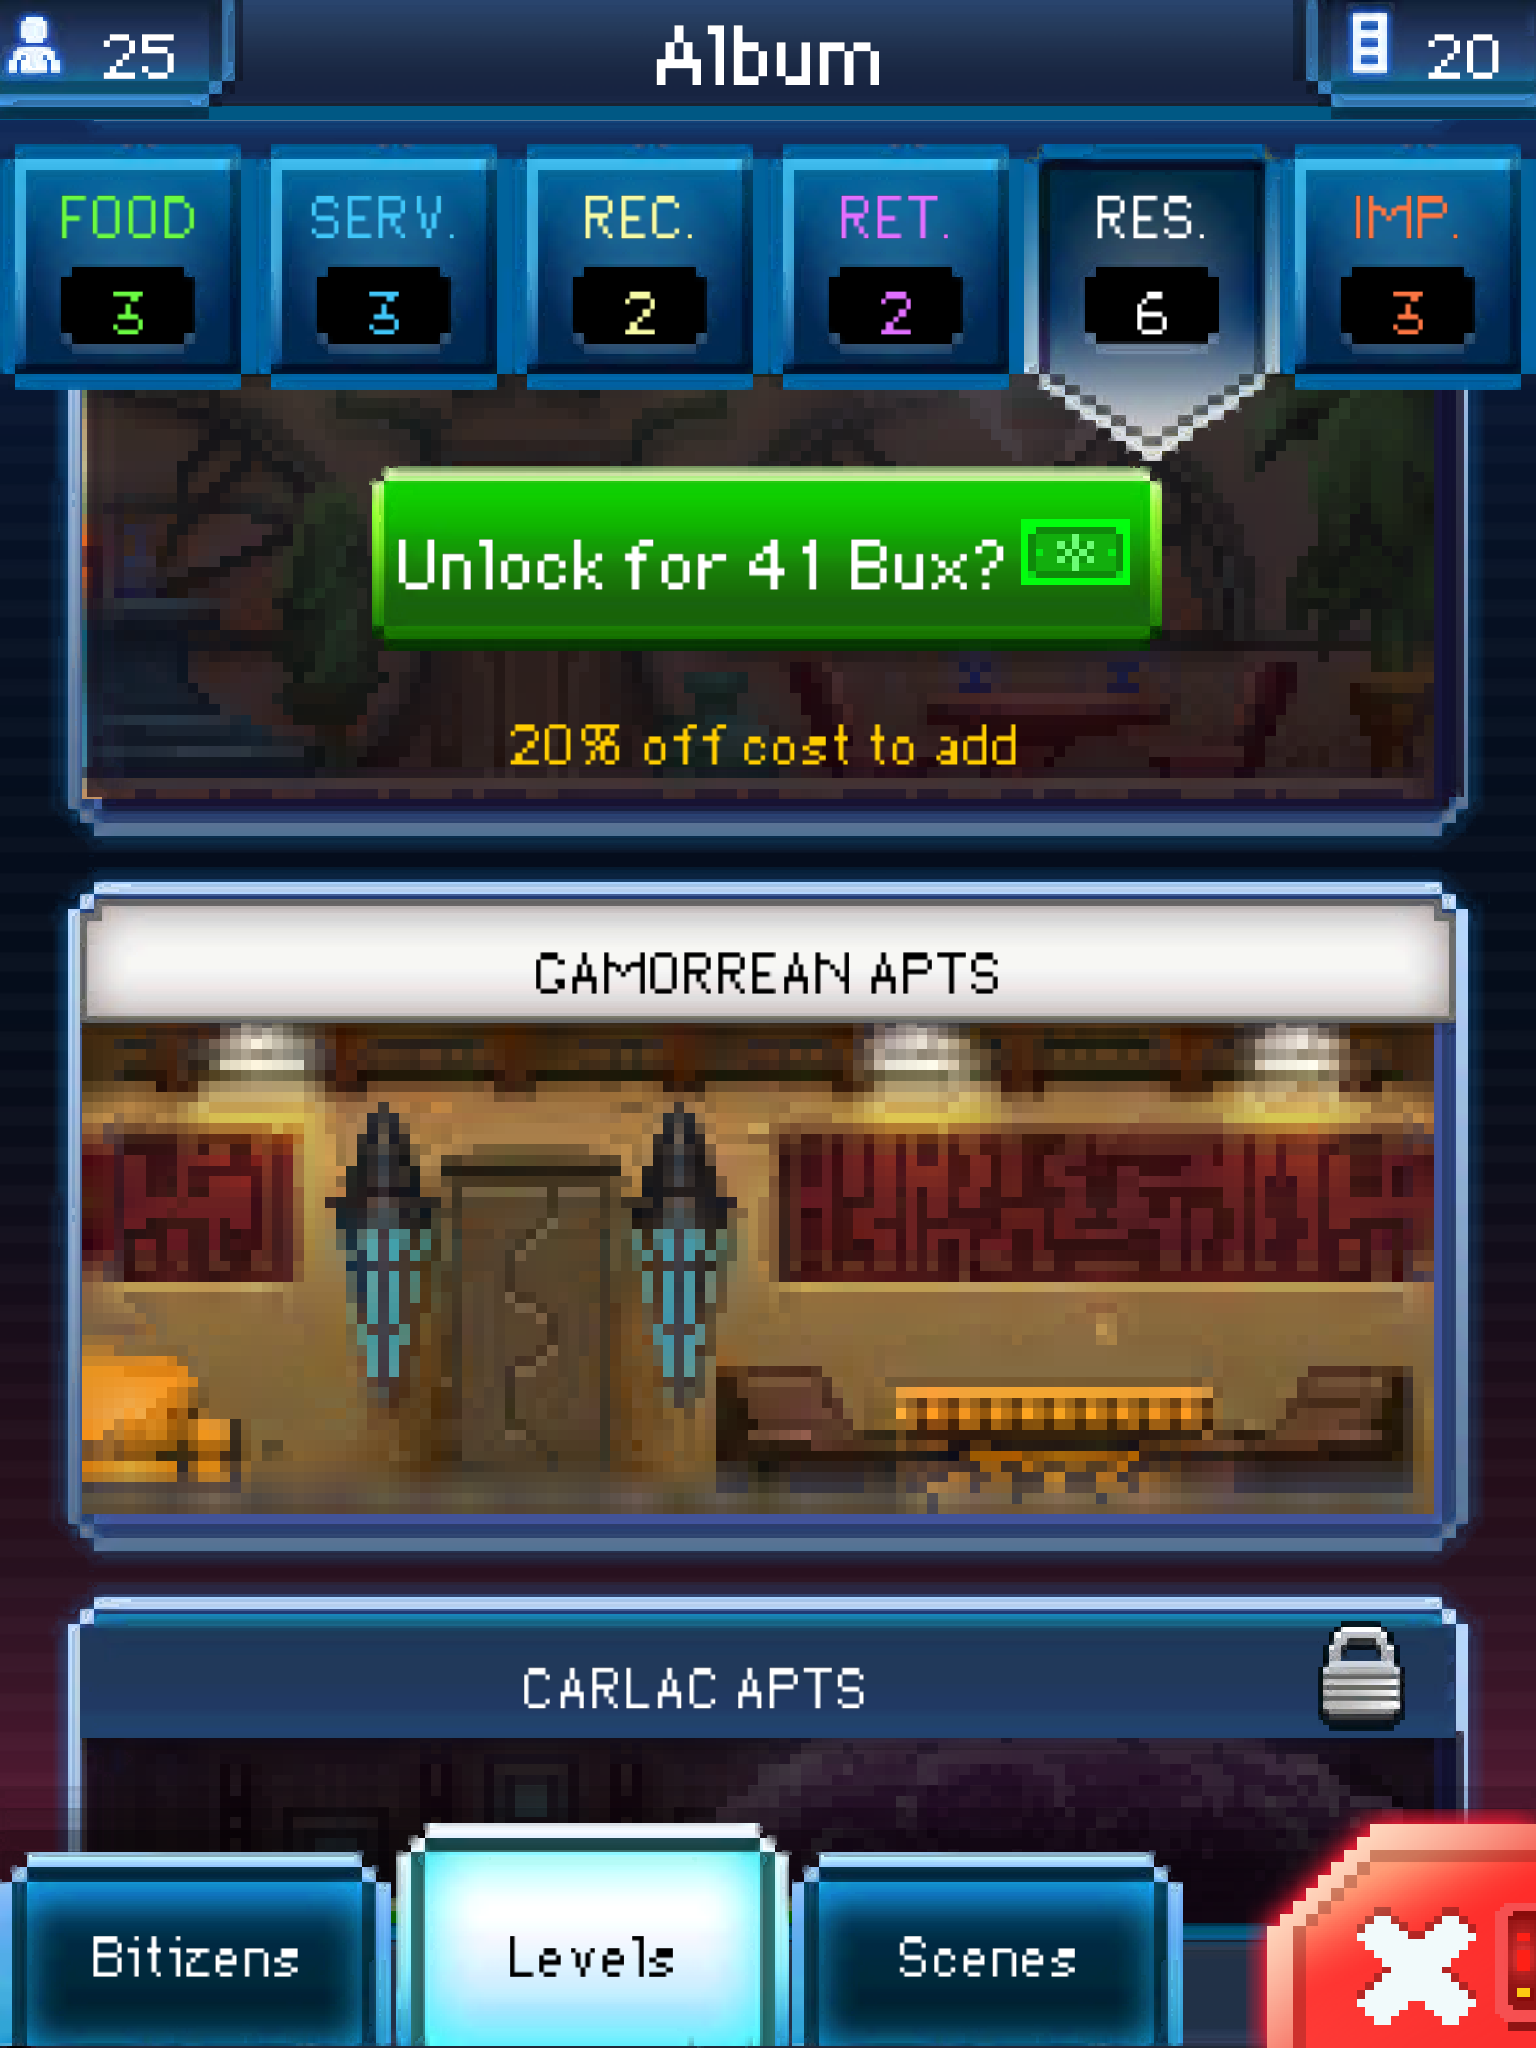 25
Album
20
FOOD
SERV.
REC.
RET.
RES.
IMP.
3
3
2
2
6
3
Unlock for 41 Bux?
20% off cost to add
GAMORREAN APTS
CARLAC APTS
Bitizens
Levels
Scenes